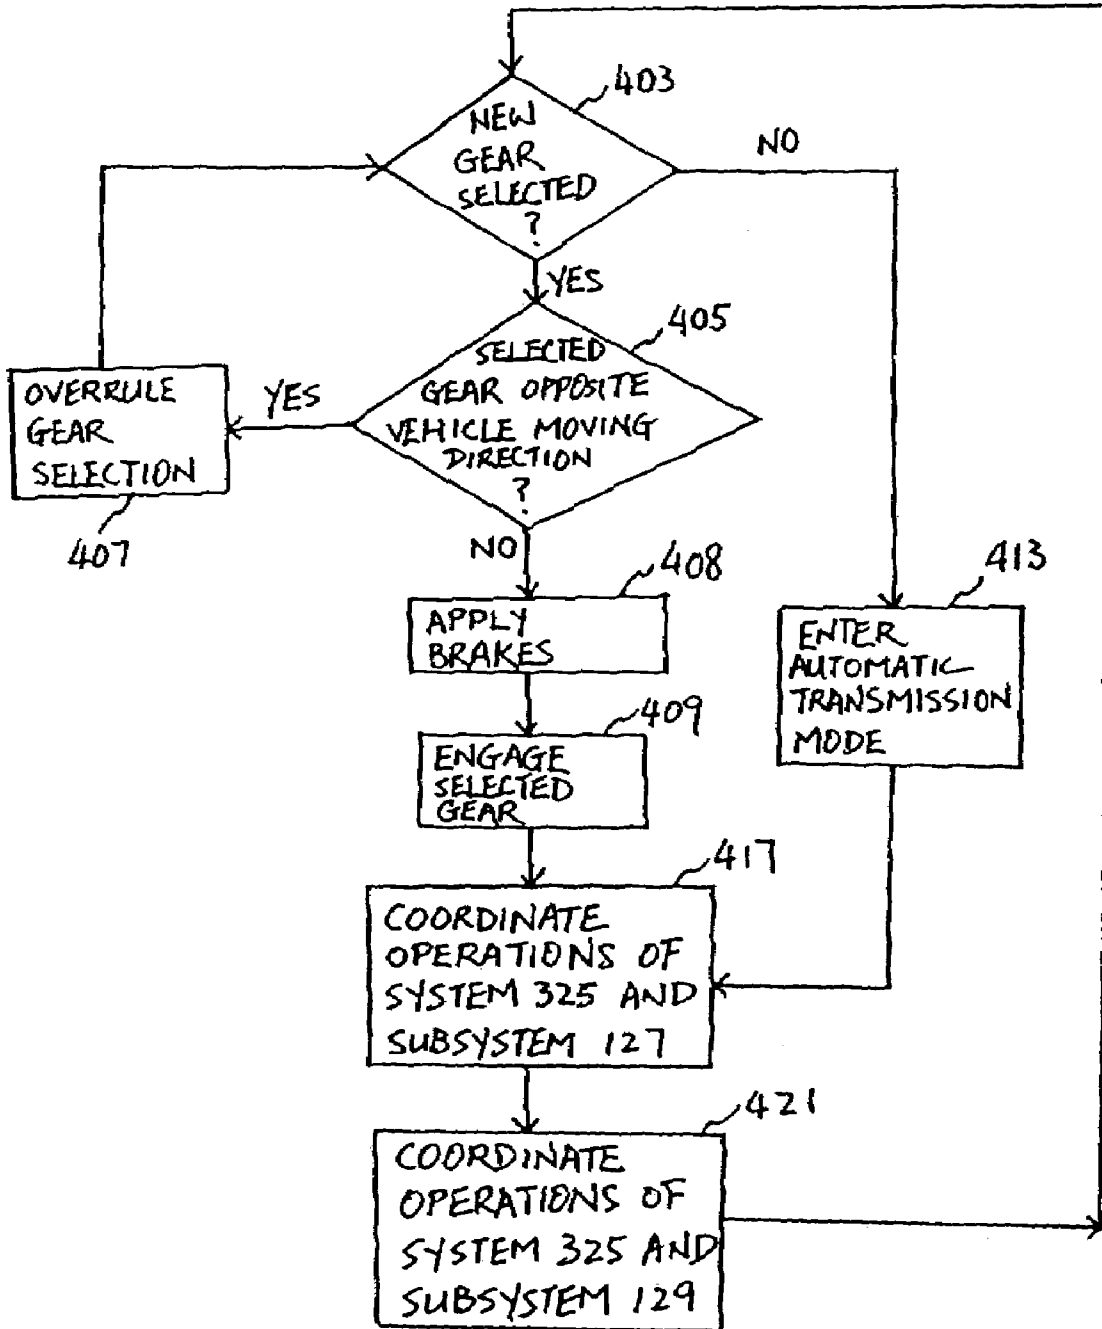 403
NEW
GEAR
SELECTED
?
NO
YES
405
SELECTED
GEAR OPPOSITE
VEHICLE MOVING
DIRECTION
?
YES
OVERRULE
GEAR
SELECTION
407
NO
408
APPLY
BRAKES
413
ENTER
AUTOMATIC
TRANSMISSION
MODE
409
ENGAGE
SELECTED
GEAR
417
COORDINATE
OPERATIONS OF
SYSTEM 325 AND
SUBSYSTEM 127
421
COORDINATE
OPERATIONS OF
SYSTEM 325 AND
SUBSYSTEM 129